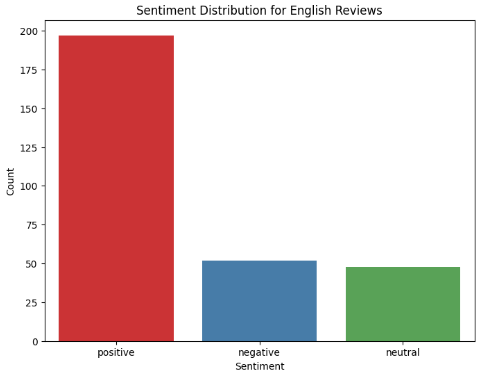 Sentiment Distribution for English Reviews
200
175
150
125
100
75
50
25
0
Count
positive negative neutral
Sentiment